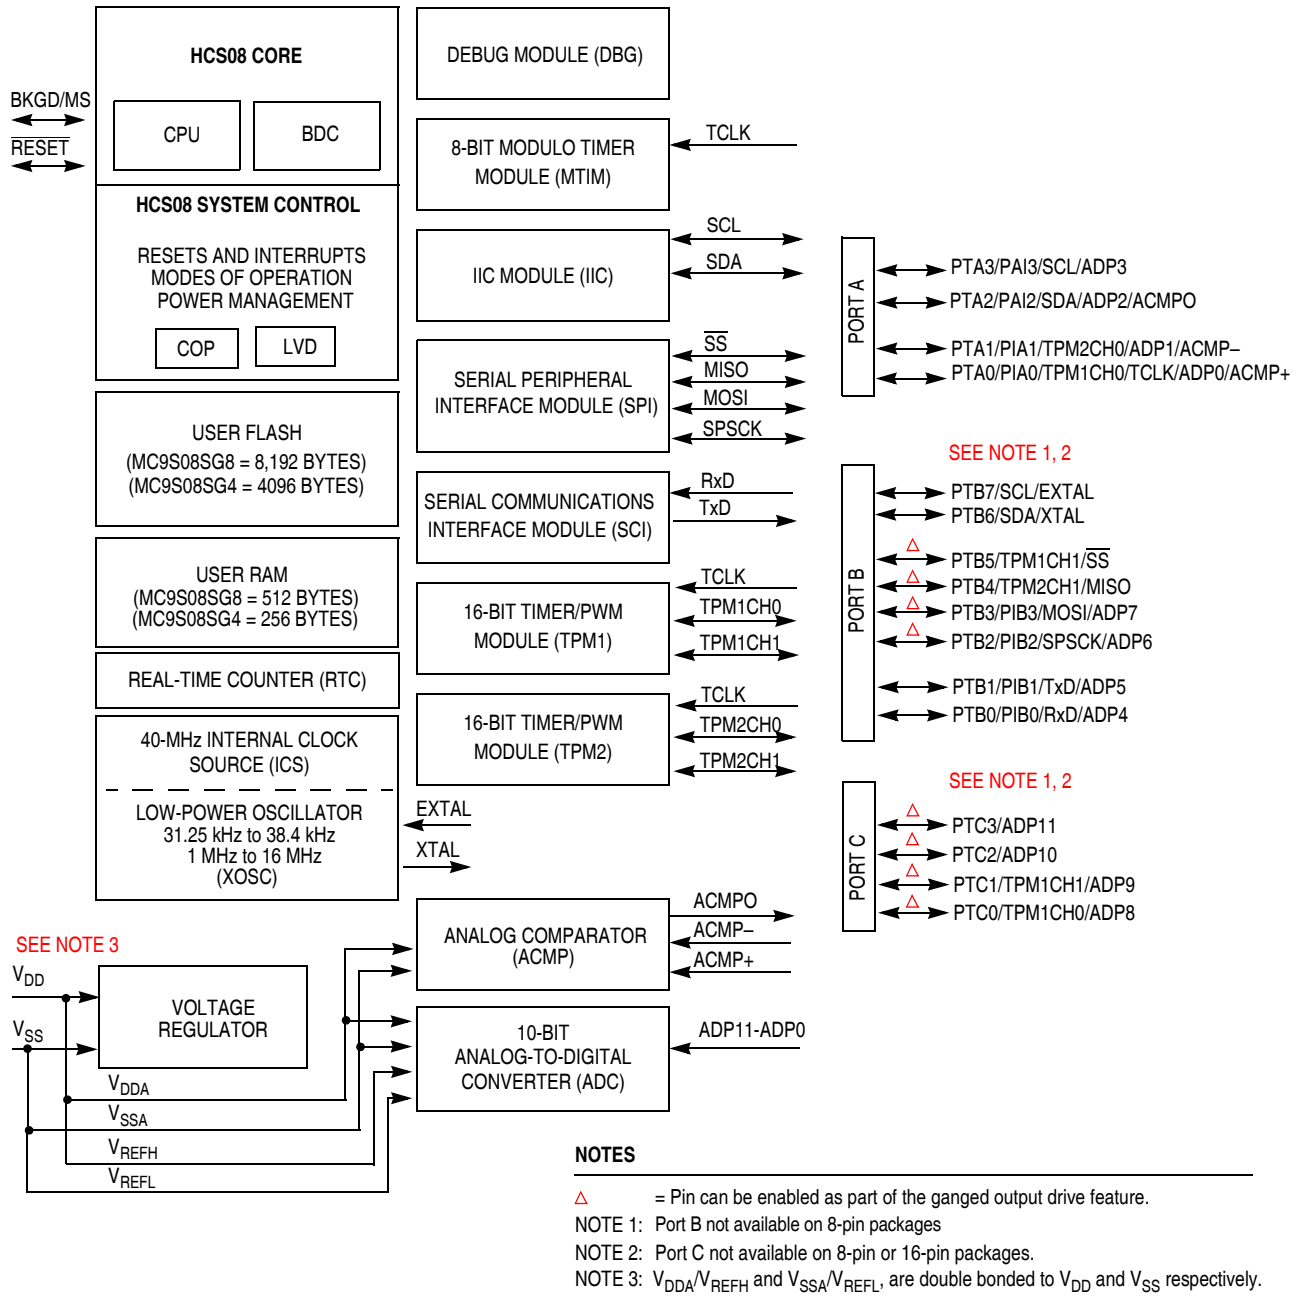 HCS08 CORE
CPU
BDC
BKGD/MS
RESET
HCS08 SYSTEM CONTROL
RESETS AND INTERRUPTS
MODES OF OPERATION
POWER MANAGEMENT
COP
LVD
USER FLASH
(MC9S08SG8 = 8,192 BYTES)
(MC9S08SG4 = 4096 BYTES)
USER RAM
(MC9S08SG8 = 512 BYTES)
(MC9S08SG4 = 256 BYTES)
REAL-TIME COUNTER (RTC)
40-MHz INTERNAL CLOCK
SOURCE (ICS)
LOW-POWER OSCILLATOR
31.25 kHz to 38.4 kHz
1 MHz to 16 MHz
(XOSC)
EXTAL
XTAL
SEE NOTE 3
VDD
VSS
VOLTAGE
REGULATOR
VDDA
VSSA
VREFH
VREFL
DEBUG MODULE (DBG)
8-BIT MODULO TIMER
MODULE (MTIM)
TCLK
IIC MODULE (IIC)
SCL
SDA
SERIAL PERIPHERAL
INTERFACE MODULE (SPI)
SS
MISO
MOSI
SPSCK
SERIAL COMMUNICATIONS
INTERFACE MODULE (SCI)
RxD
TxD
16-BIT TIMER/PWM
MODULE (TPM1)
TCLK
TPM1CH0
TPM1CH1
16-BIT TIMER/PWM
MODULE (TPM2)
TCLK
TPM2CH0
TPM2CH1
ANALOG COMPARATOR
(ACMP)
ACMPO
ACMP–
ACMP+
10-BIT
ANALOG-TO-DIGITAL
CONVERTER (ADC)
ADP11-ADP0
PORT A
PTA3/PAI3/SCL/ADP3
PTA2/PAI2/SDA/ADP2/ACMPO
PTA1/PIA1/TPM2CH0/ADP1/ACMP–
PTA0/PIA0/TPM1CH0/TCLK/ADP0/ACMP+
SEE NOTE 1, 2
PORT B
PTB7/SCL/EXTAL
PTB6/SDA/XTAL
PTB5/TPM1CH1/SS
PTB4/TPM2CH1/MISO
PTB3/PIB3/MOSI/ADP7
PTB2/PIB2/SPSCK/ADP6
PTB1/PIB1/TxD/ADP5
PTB0/PIB0/RxD/ADP4
SEE NOTE 1, 2
PORT C
PTC3/ADP11
PTC2/ADP10
PTC1/TPM1CH1/ADP9
PTC0/TPM1CH0/ADP8
NOTES
△ = Pin can be enabled as part of the ganged output drive feature.
NOTE 1: Port B not available on 8-pin packages
NOTE 2: Port C not available on 8-pin or 16-pin packages.
NOTE 3: VDDA/VREFH and VSSA/VREFL, are double bonded to VDD and VSS respectively.